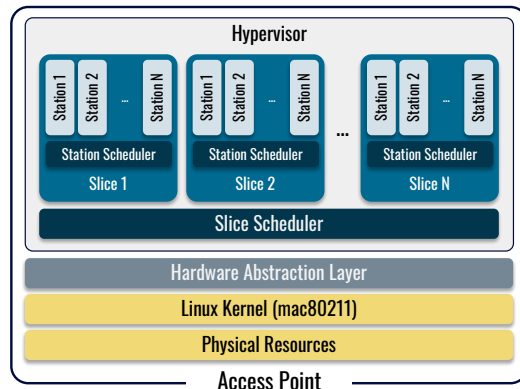 Hypervisor
Station 1
Station 2
...
Station N
Station 1
Station 2
...
Station N
...
Station 1
Station 2
...
Station N
Station Scheduler
Station Scheduler
Station Scheduler
Slice 1
Slice 2
Slice N
Slice Scheduler
Hardware Abstraction Layer
Linux Kernel (mac80211)
Physical Resources
Access Point